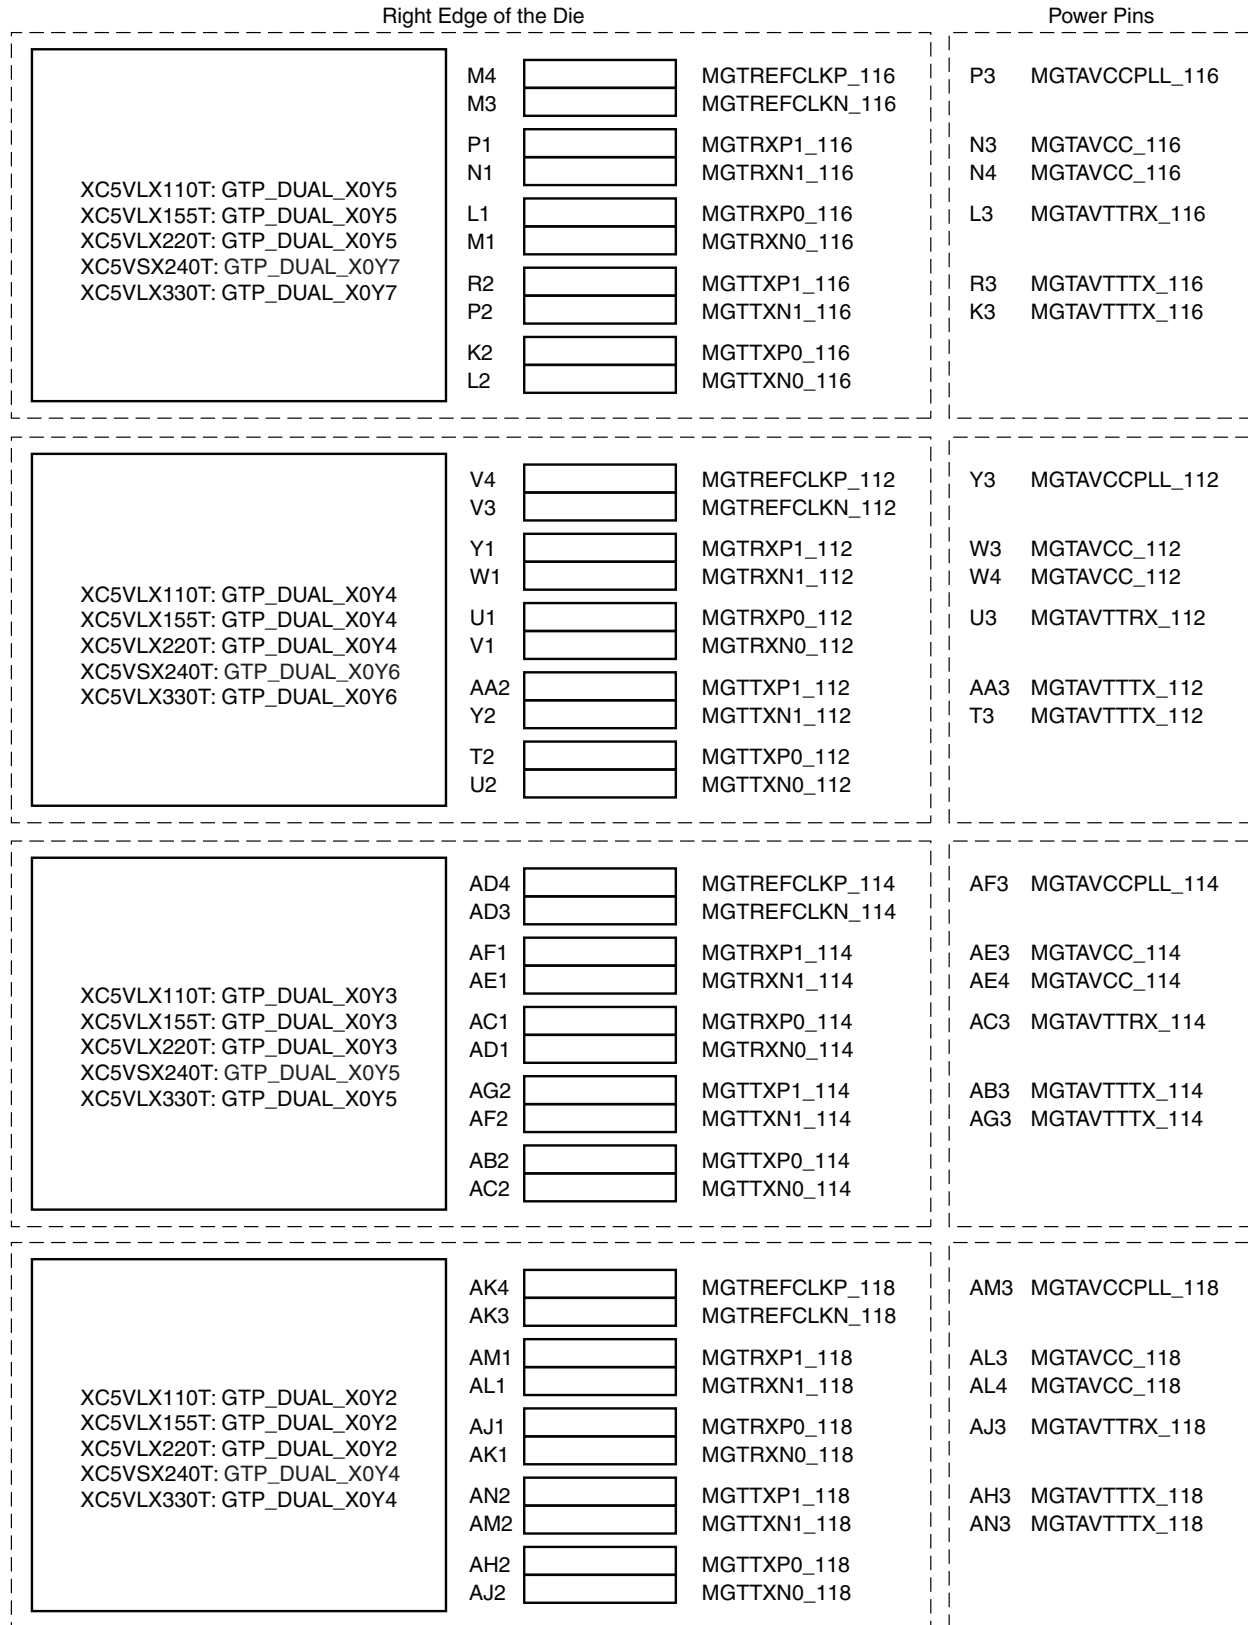 Right Edge of the Die Power Pins
M4 MGTREFCLKP_116 P3 MGTAVCCPLL_116
M3 MGTREFCLKN_116
P1 MGTRXP1_116 N3 MGTAVCC_116
N1 MGTRXN1_116 N4 MGTAVCC_116
XC5VLX110T: GTP_DUAL_X0Y5
L1 MGTRXP0_116 L3 MGTAVTTRX_116
XC5VLX155T: GTP_DUAL_X0Y5
XC5VLX220T: GTP_DUAL_X0Y5
M1 MGTRXN0_116
XC5VSX240T: GTP_DUAL_X0Y7
R2 MGTTXP1_116 R3 MGTAVTTTX_116
XC5VLX330T: GTP_DUAL_X0Y7
P2 MGTTXN1_116 K3 MGTAVTTTX_116
K2 MGTTXP0_116
L2 MGTTXN0_116
V4 MGTREFCLKP_112 Y3 MGTAVCCPLL_112
V3 MGTREFCLKN_112
Y1 MGTRXP1_112 W3 MGTAVCC_112
W1 MGTRXN1_112 W4 MGTAVCC_112
XC5VLX110T: GTP_DUAL_X0Y4
U1 MGTRXP0_112 U3 MGTAVTTRX_112
XC5VLX155T: GTP_DUAL_X0Y4
XC5VLX220T: GTP_DUAL_X0Y4
V1 MGTRXN0_112
XC5VSX240T: GTP_DUAL_X0Y6
AA2 MGTTXP1_112 AA3 MGTAVTTTX_112
XC5VLX330T: GTP_DUAL_X0Y6
Y2 MGTTXN1_112 T3 MGTAVTTTX_112
T2 MGTTXP0_112
U2 MGTTXN0_112
AD4 MGTREFCLKP_114 AF3 MGTAVCCPLL_114
AD3 MGTREFCLKN_114
AF1 MGTRXP1_114 AE3 MGTAVCC_114
AE1 MGTRXN1_114 AE4 MGTAVCC_114
XC5VLX110T: GTP_DUAL_X0Y3
AC1 MGTRXP0_114 AC3 MGTAVTTRX_114
XC5VLX155T: GTP_DUAL_X0Y3
XC5VLX220T: GTP_DUAL_X0Y3
AD1 MGTRXN0_114
XC5VSX240T: GTP_DUAL_X0Y5
AG2 MGTTXP1_114 AB3 MGTAVTTTX_114
XC5VLX330T: GTP_DUAL_X0Y5
AF2 MGTTXN1_114 AG3 MGTAVTTTX_114
AB2 MGTTXP0_114
AC2 MGTTXN0_114
AK4 MGTREFCLKP_118 AM3 MGTAVCCPLL_118
AK3 MGTREFCLKN_118
AM1 MGTRXP1_118 AL3 MGTAVCC_118
AL1 MGTRXN1_118 AL4 MGTAVCC_118
XC5VLX110T: GTP_DUAL_X0Y2
XC5VLX155T: GTP_DUAL_X0Y2
AJ1 MGTRXP0_118 AJ3 MGTAVTTRX_118
XC5VLX220T: GTP_DUAL_X0Y2
AK1 MGTRXN0_118
XC5VSX240T: GTP_DUAL_X0Y4
AN2 MGTTXP1_118 AH3 MGTAVTTTX_118
XC5VLX330T: GTP_DUAL_X0Y4
AM2 MGTTXN1_118 AN3 MGTAVTTTX_118
AH2 MGTTXP0_118
AJ2 MGTTXN0_118